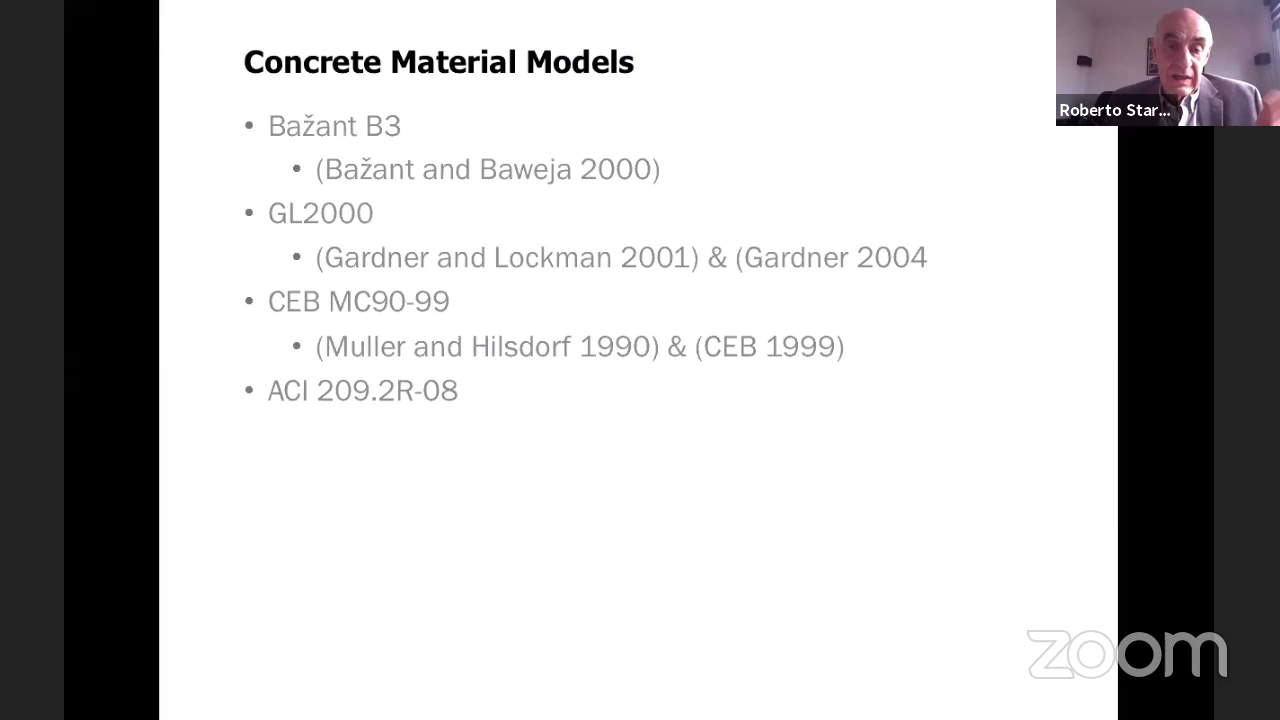 Concrete Material Models
• Bažant B3
• (Bažant and Baweja 2000)
• GL2000
• (Gardner and Lockman 2001) & (Gardner 2004
• CEB MC90-99
• (Muller and Hilsdorf 1990) & (CEB 1999)
• ACI 209.2R-08
Roberto Star...
zoom